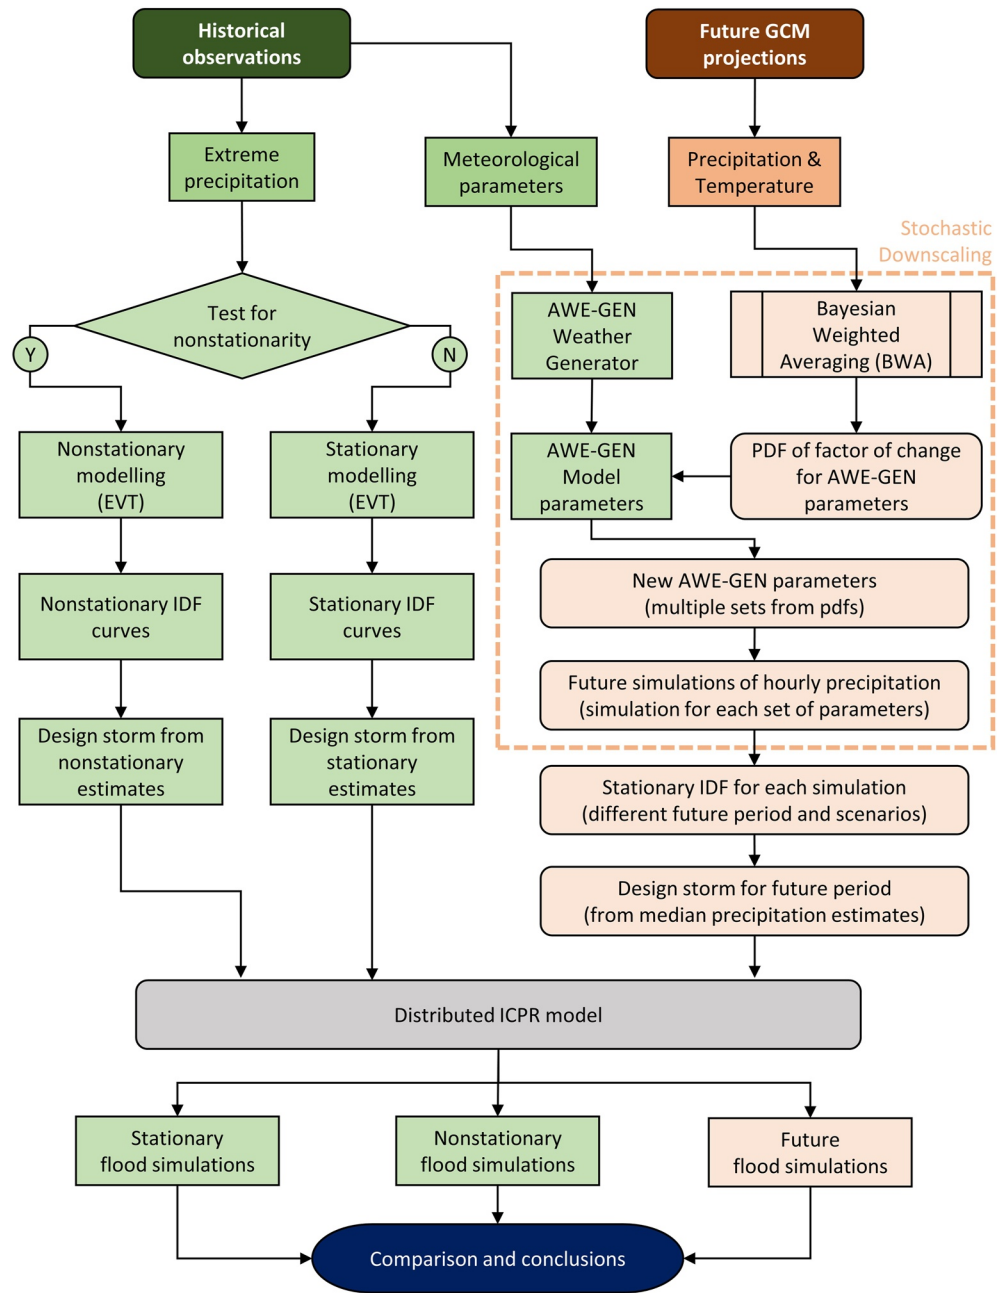 Historical
observations
Future GCM
projections
Extreme
precipitation
Meteorological
parameters
Precipitation &
Temperature
Stochastic
Downscaling
Test for
nonstationarity
Y
N
AWE-GEN
Weather
Generator
Bayesian
Weighted
Averaging (BWA)
Nonstationary
modelling
(EVT)
Stationary
modelling
(EVT)
AWE-GEN
Model
parameters
PDF of factor of change
for AWE-GEN
parameters
New AWE-GEN parameters
(multiple sets from pdfs)
Nonstationary IDF
curves
Stationary IDF
curves
Future simulations of hourly precipitation
(simulation for each set of parameters)
Design storm from
nonstationary
estimates
Design storm from
stationary
estimates
Stationary IDF for each simulation
(different future period and scenarios)
Design storm for future period
(from median precipitation estimates)
Distributed ICPR model
Stationary
flood simulations
Nonstationary
flood simulations
Future
flood simulations
Comparison and conclusions